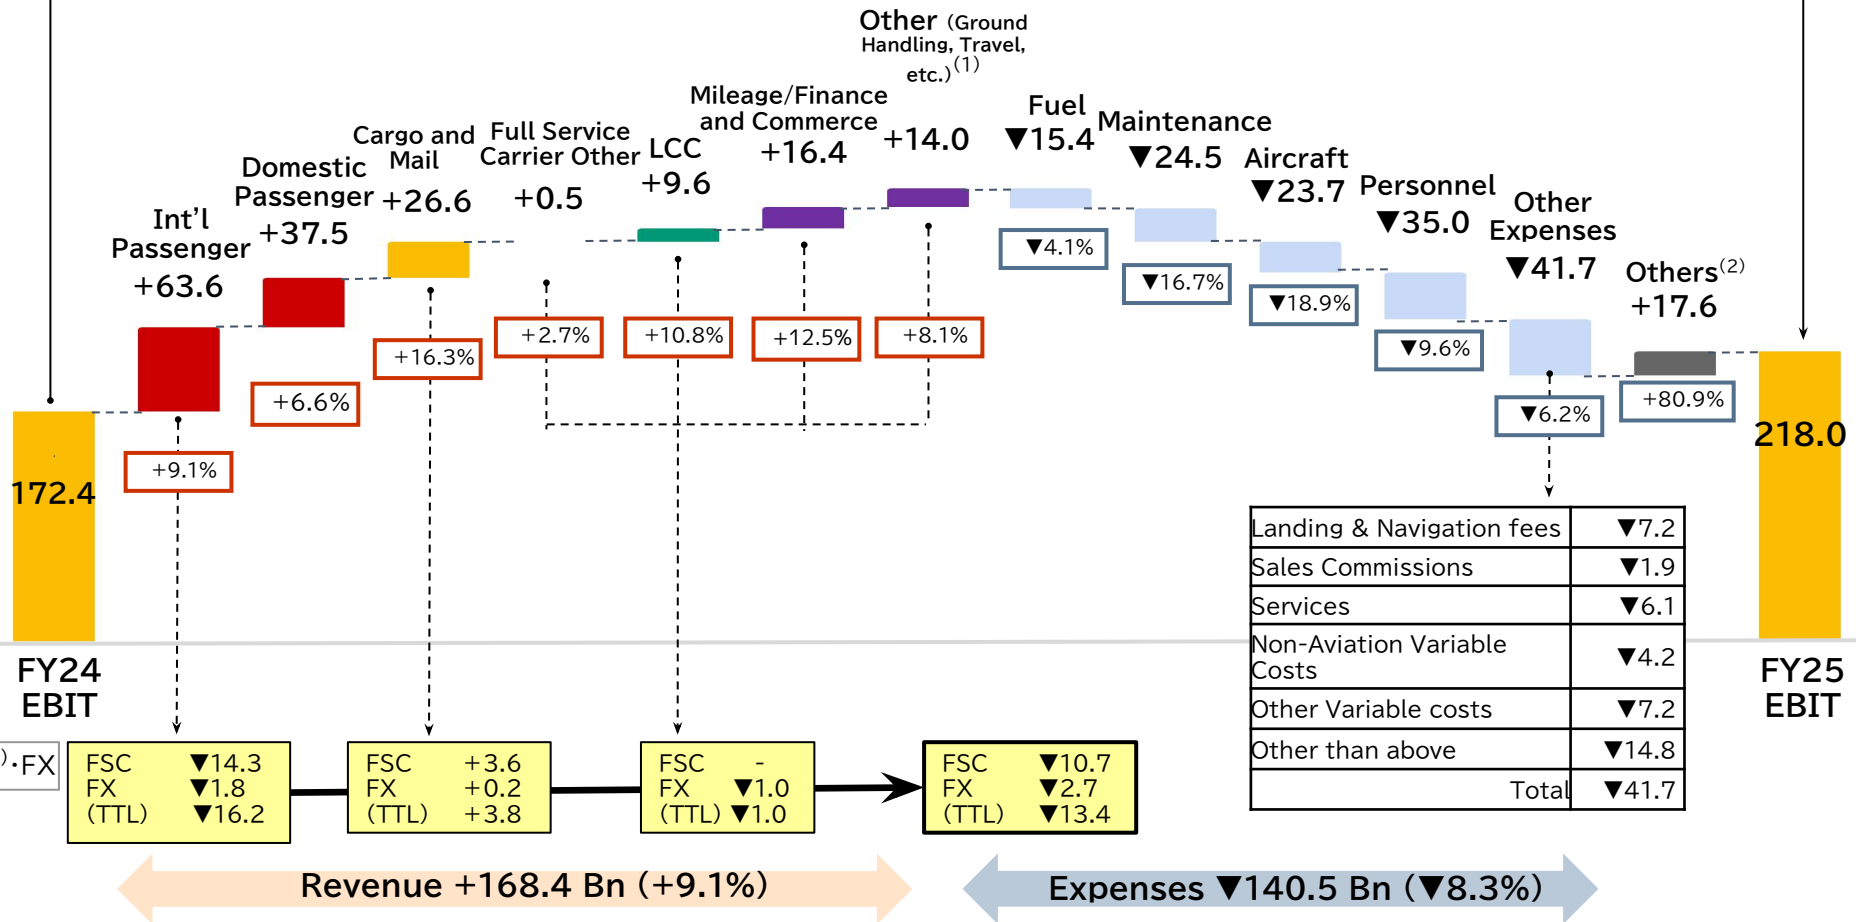 Other (Ground
Handling, Travel,
etc.)(1)
Mileage/Finance
and Commerce
+16.4
+14.0
Fuel
▼15.4
Maintenance
▼24.5
Cargo and
Mail
+26.6
Full Service
Carrier Other
+0.5
LCC
+9.6
Aircraft
▼23.7
Domestic
Passenger
+37.5
Personnel
▼35.0
Int'l
Passenger
+63.6
Other
Expenses
▼41.7
Others(2)
+17.6
▼4.1%
▼16.7%
▼18.9%
+2.7%
+10.8%
+12.5%
+8.1%
▼9.6%
+16.3%
+6.6%
▼6.2%
+80.9%
+9.1%
172.4
218.0
Landing & Navigation fees ▼7.2
Sales Commissions ▼1.9
Services ▼6.1
Non-Aviation Variable
Costs ▼4.2
Other Variable costs ▼7.2
Other than above ▼14.8
Total ▼41.7
FY24
EBIT
FY25
EBIT
)・FX
FSC ▼14.3
FX ▼1.8
(TTL) ▼16.2
FSC +3.6
FX +0.2
(TTL) +3.8
FSC -
FX ▼1.0
(TTL) ▼1.0
FSC ▼10.7
FX ▼2.7
(TTL) ▼13.4
Revenue +168.4 Bn (+9.1%)
Expenses ▼140.5 Bn (▼8.3%)